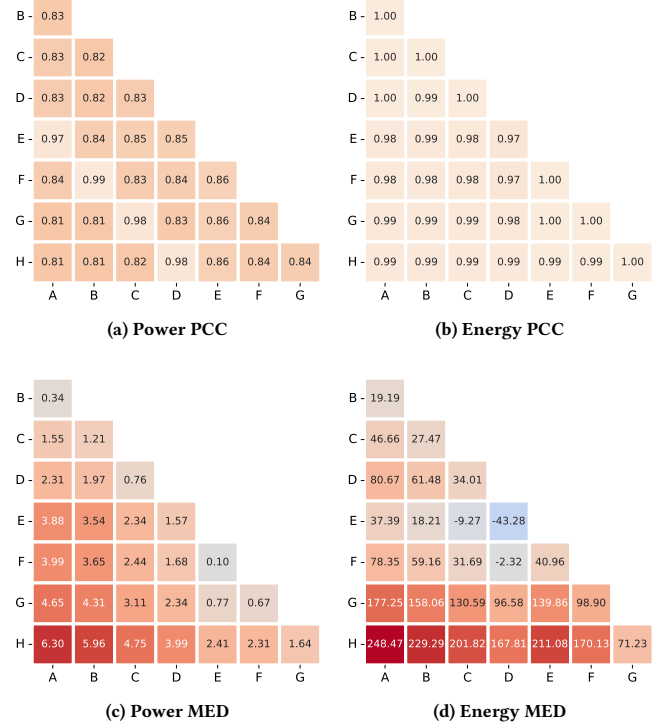 B 0.83
C 0.83 0.82
D 0.83 0.82 0.83
E 0.97 0.84 0.85 0.85
F 0.84 0.99 0.83 0.84 0.86
G 0.81 0.81 0.98 0.83 0.86 0.84
H 0.81 0.81 0.82 0.98 0.86 0.84 0.84
A B C D E F G
(a) Power PCC
B 1.00
C 1.00 1.00
D 1.00 0.99 1.00
E 0.98 0.99 0.98 0.97
F 0.98 0.98 0.98 0.97 1.00
G 0.99 0.99 0.99 0.98 1.00 1.00
H 0.99 0.99 0.99 0.99 0.99 0.99 1.00
A B C D E F G
(b) Energy PCC
B 0.34
C 1.55 1.21
D 2.31 1.97 0.76
E 3.88 3.54 2.34 1.57
F 3.99 3.65 2.44 1.68 0.10
G 4.65 4.31 3.11 2.34 0.77 0.67
H 6.30 5.96 4.75 3.99 2.41 2.31 1.64
A B C D E F G
(c) Power MED
B 19.19
C 46.66 27.47
D 80.67 61.48 34.01
E 37.39 18.21 -9.27 -43.28
F 78.35 59.16 31.69 -2.32 40.96
G 177.25 158.06 130.59 96.58 139.86 98.90
H 248.47 229.29 201.82 167.81 211.08 170.13 71.23
A B C D E F G
(d) Energy MED